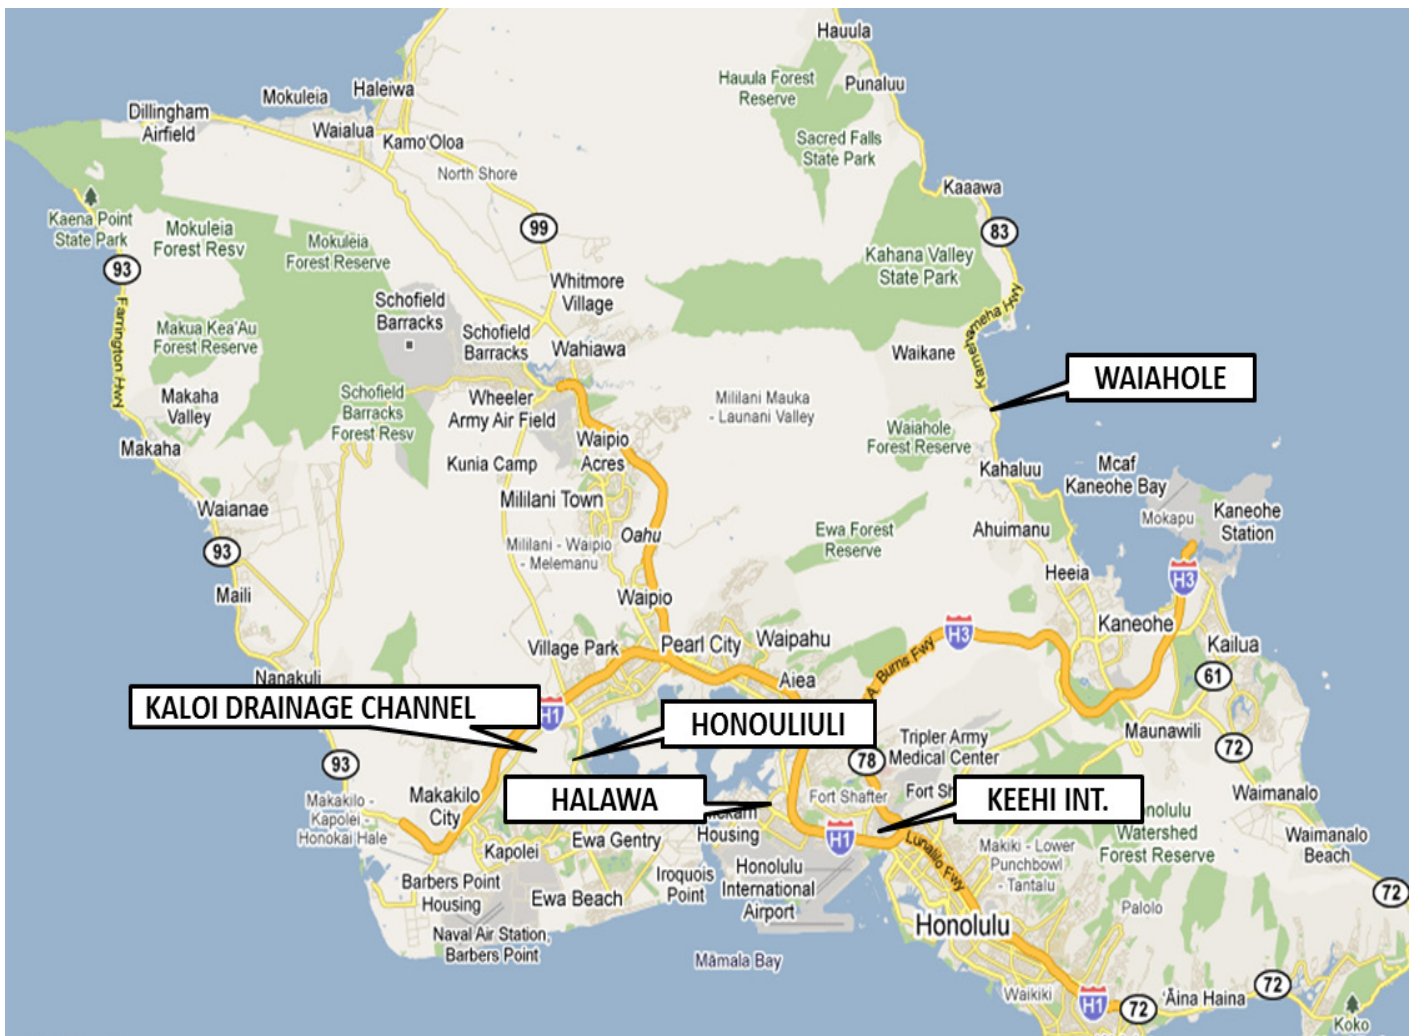 Hauula
Hauula Forest
Reserve
Punaluu
Haleiwa
Mokuleia
Dillingham
Airfield
Waialua
Kamo'Oloa
Sacred Falls
State Park
North Shore
Kaaawa
Kaena Point
State Park
Mokuleia
Forest Resv
Mokuleia
Forest Reserve
99
83
Kahana Valley
State Park
93
Whitmore
Village
Schofield
Barracks
Farrington Hwy
Kamehameha Hwy
Makua Kea'Au
Forest Reserve
Schofield
Barracks
Wahiawa
Waikane
WAIAHOLE
Makaha
Valley
Schofield
Barracks
Forest Resv
Wheeler
Army Air Field
Mililani Mauka
- Launani Valley
Waiahole
Forest Reserve
Makaha
Waipio
Acres
Kunia Camp
Kahaluu
Mcaf
Kaneohe Bay
Waianae
Mililani Town
Mokapu
Kaneohe
Station
Oahu
Ewa Forest
Reserve
Ahuimanu
93
Mililani - Waipio
- Melemanu
Heeia
H3
Maili
Waipio
Kaneohe
H3
Village Park
Pearl City
Waipahu
Kailua
A. Burns Fwy
Nanakuli
Aiea
61
KALOI DRAINAGE CHANNEL
H1
HONOULIULI
Maunawili
72
Tripler Army
Medical Center
78
93
HALAWA
KEEHI INT.
Makakilo -
Kapolei -
Honokai Hale
Makakilo
City
Fort Shafter
Fort Sh
Waimanalo
Housing
H1
Lunalilo Fwy
Honolulu
Watershed
Forest Reserve
Waimanalo
Beach
Kapolei
Ewa Gentry
Makiki - Lower
Punchbowl
- Tantalu
Barbers Point
Housing
Ewa Beach
Iroquois
Point
Honolulu
International
Airport
72
Palolo
Honolulu
Naval Air Station,
Barbers Point
Māmala Bay
Waikiki
H1
72
'Āina Haina
72
Koko